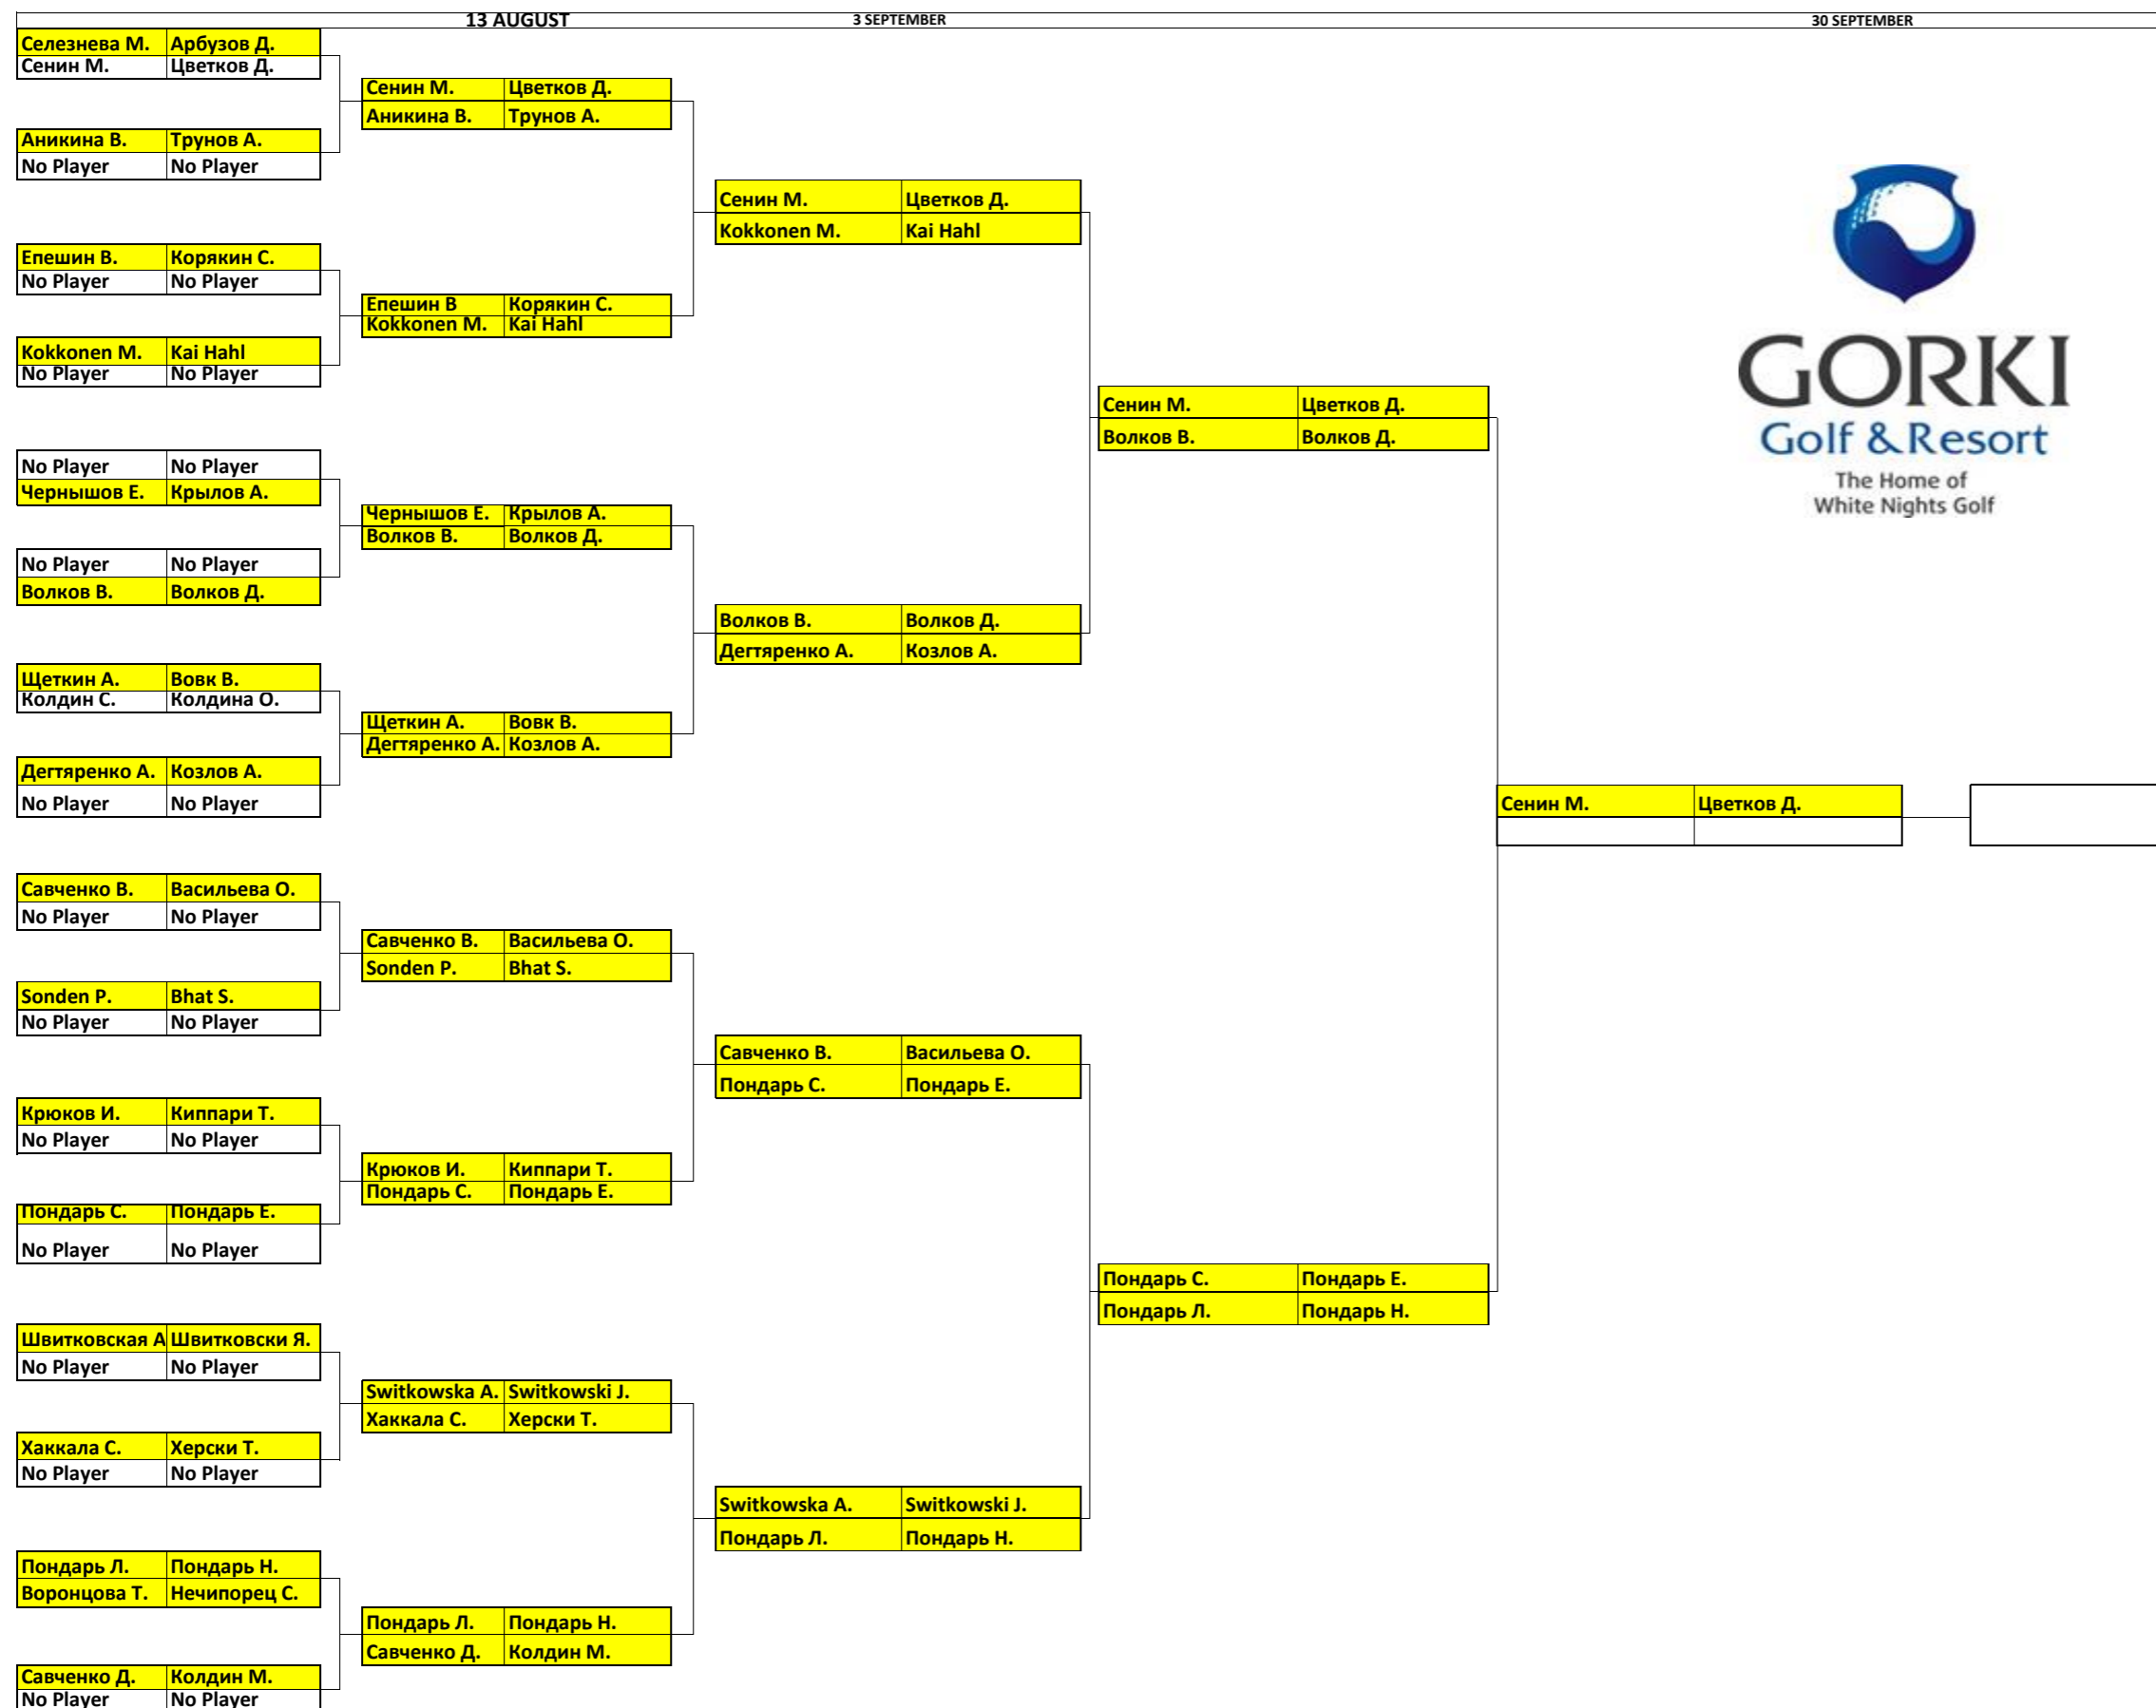 13 AUGUST 3 SEPTEMBER 30 SEPTEMBER
Селезнева М. Арбузов Д.
Сенин М. Цветков Д.
Сенин М. Цветков Д.
Аникина В. Трунов А.
Аникина В. Трунов А.
No Player No Player
Сенин М. Цветков Д.
Kokkonen M. Kai Hahl
Епешин В. Корякин С.
No Player No Player
Епешин В Корякин С.
Kokkonen M. Kai Hahl
Kokkonen M. Kai Hahl
No Player No Player
GORKI
Golf & Resort
The Home of
White Nights Golf
Сенин М. Цветков Д.
Волков В. Волков Д.
No Player No Player
Чернышов Е. Крылов А.
Чернышов Е. Крылов А.
Волков В. Волков Д.
No Player No Player
Волков В. Волков Д.
Волков В. Волков Д.
Дегтяренко А. Козлов А.
Щеткин А. Вовк В.
Колдин С. Колдина О.
Щеткин А. Вовк В.
Дегтяренко А. Козлов А.
Дегтяренко А. Козлов А.
No Player No Player
Сенин М. Цветков Д.
Савченко В. Васильева О.
No Player No Player
Савченко В. Васильева О.
Sonden P. Bhat S.
Sonden P. Bhat S.
No Player No Player
Савченко В. Васильева О.
Пондарь С. Пондарь Е.
Крюков И. Киппари Т.
No Player No Player
Крюков И. Киппари Т.
Пондарь С. Пондарь Е.
Пондарь С. Пондарь Е.
No Player No Player
Пондарь С. Пондарь Е.
Пондарь Л. Пондарь Н.
Швитковская А Швитковски Я.
No Player No Player
Switkowska A. Switkowski J.
Хаккала С. Херски Т.
Хаккала С. Херски Т.
No Player No Player
Switkowska A. Switkowski J.
Пондарь Л. Пондарь Н.
Пондарь Л. Пондарь Н.
Воронцова Т. Нечипорец С.
Пондарь Л. Пондарь Н.
Савченко Д. Колдин М.
Савченко Д. Колдин М.
No Player No Player